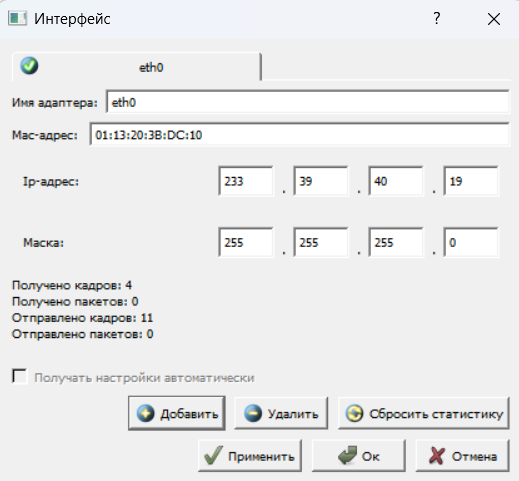 Интерфейс
eth0
Имя адаптера: eth0
Mac-адрес: 01:13:20:3B:DC:10
Ip-адрес: 233 . 39 . 40 . 19
Маска: 255 . 255 . 255 . 0
Получено кадров: 4
Получено пакетов: 0
Отправлено кадров: 11
Отправлено пакетов: 0
Получать настройки автоматически
Добавить Удалить Сбросить статистику
Применить Ок Отмена